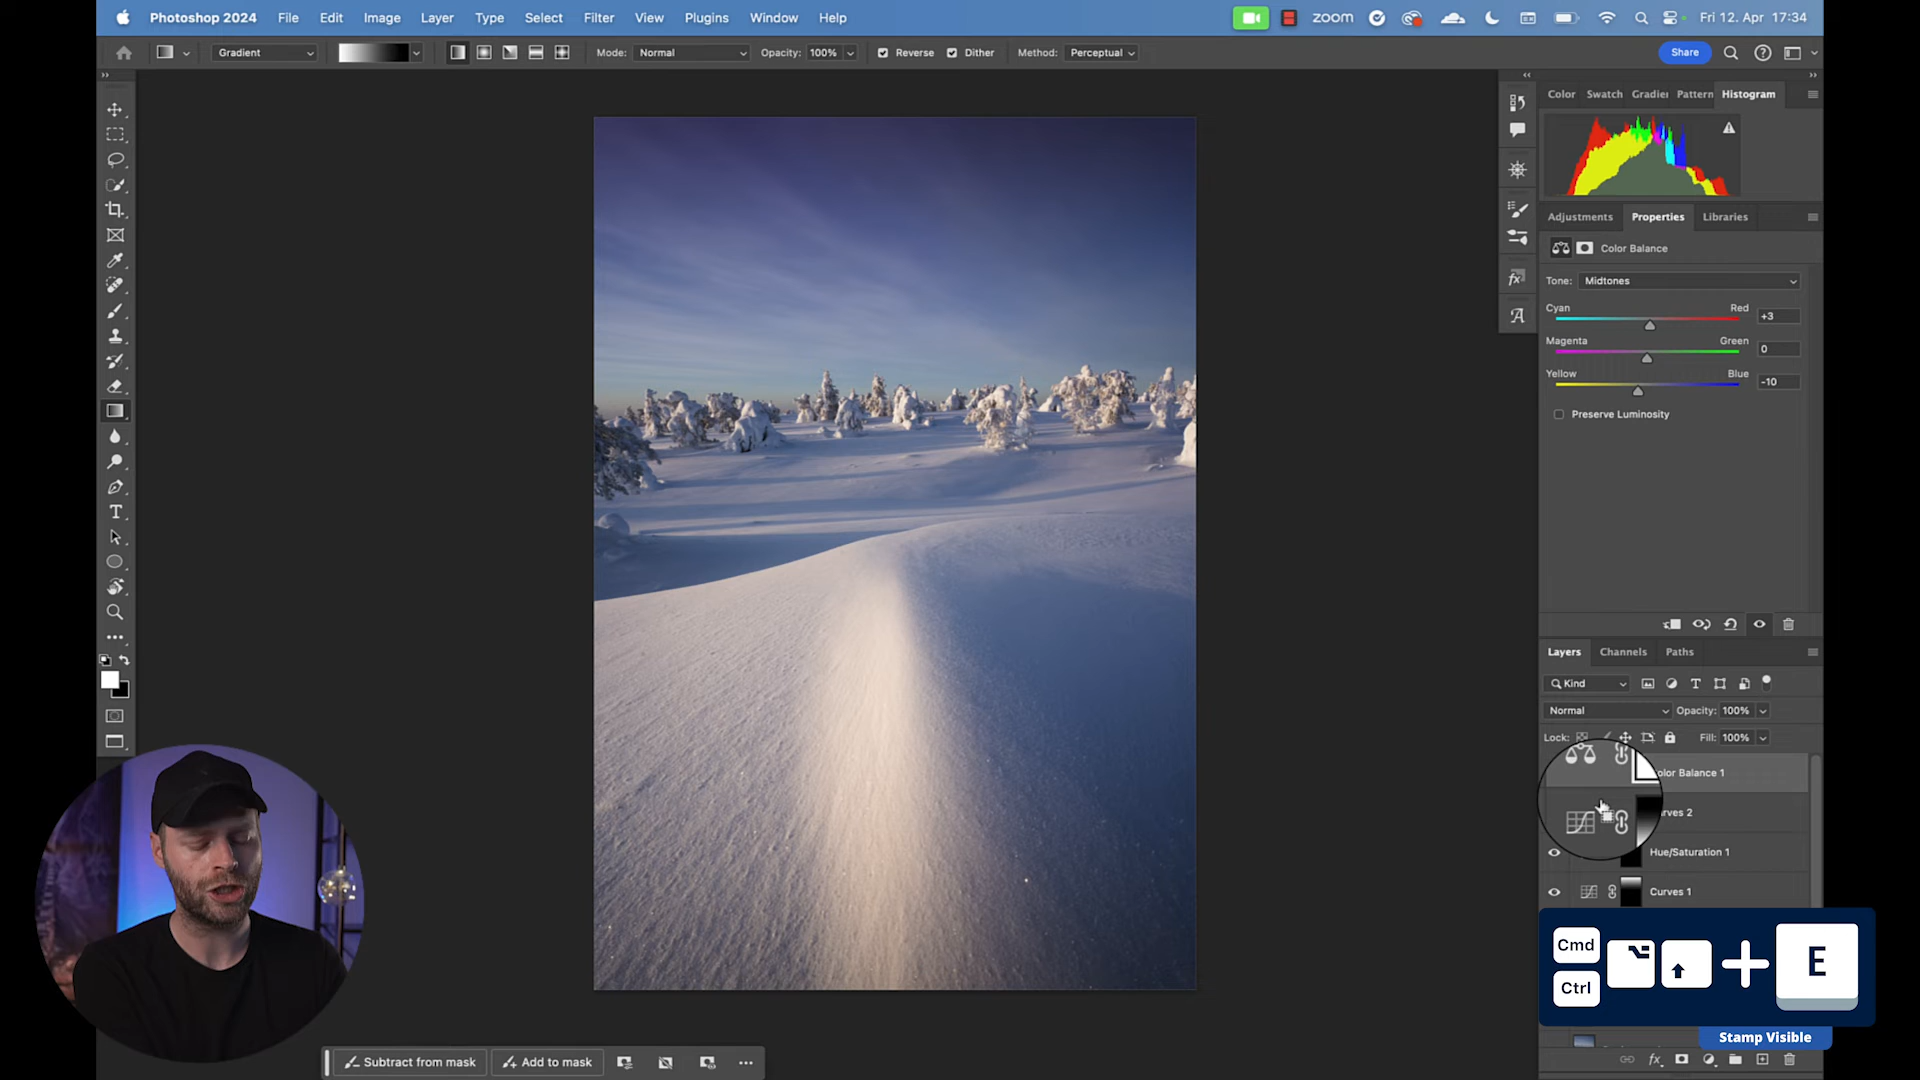 Photoshop 2024 File Edit Image Layer Type Select Filter View Plugins Window Help zoom Fri 12. Apr 17:34
Gradient Mode: Normal Opacity: 100% Reverse Dither Method: Perceptual Share
Color Swatch Gradie Pattern Histogram
Adjustments Properties Libraries
Color Balance
Tone: Midtones
Cyan Red +3
Magenta Green 0
Yellow Blue -10
Preserve Luminosity
Layers Channels Paths
Kind
Normal Opacity: 100%
Lock: Fill: 100%
olor Balance 1
rves 2
Hue/Saturation 1
Curves 1
Cmd
Ctrl
E
Stamp Visible
Subtract from mask Add to mask